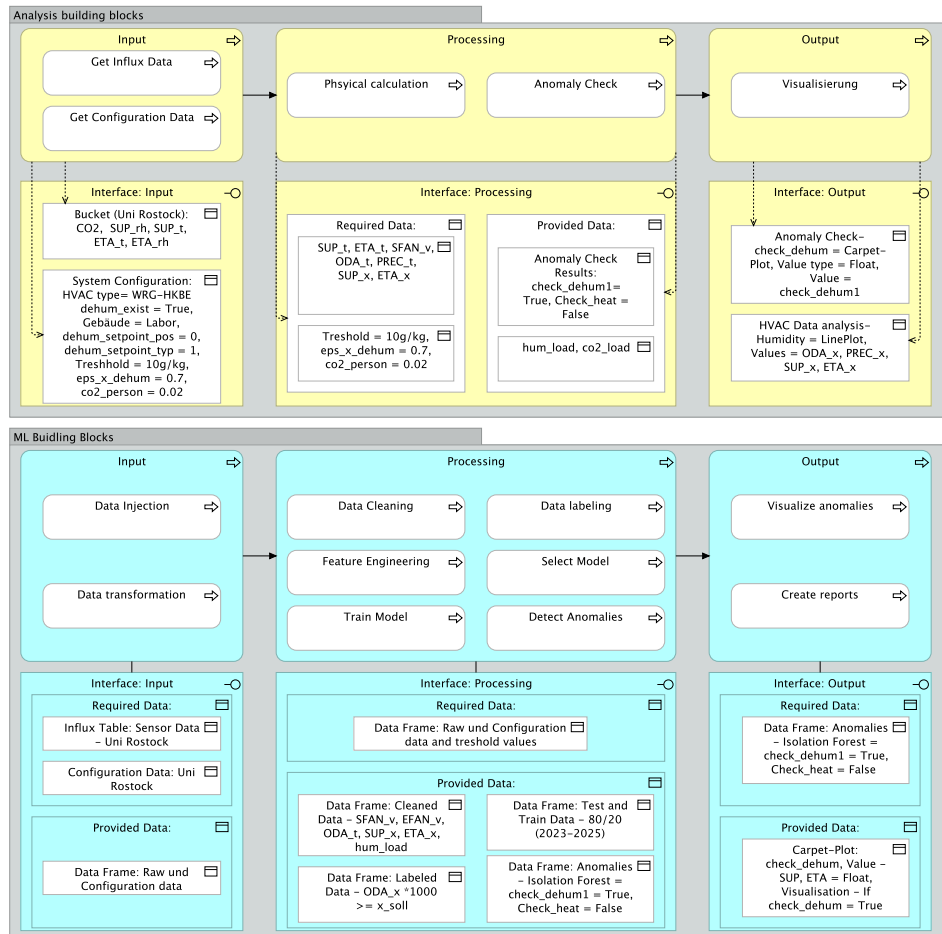 Analysis building blocks
Input
Get Influx Data
Get Configuration Data
Processing
Phsyical calculation
Anomaly Check
Output
Visualisierung
Interface: Input
Bucket (Uni Rostock):
CO2, SUP_rh, SUP_t,
ETA_t, ETA_rh
System Configuration:
HVAC type= WRG-HKBE
dehum_exist = True,
Gebäude = Labor,
dehum_setpoint_pos = 0,
dehum_setpoint_typ = 1,
Treshhold = 10g/kg,
eps_x_dehum = 0.7,
co2_person = 0.02
Interface: Processing
Required Data:
SUP_t, ETA_t, SFAN_v,
ODA_t, PREC_t,
SUP_x, ETA_x
Treshold = 10g/kg,
eps_x_dehum = 0.7,
co2_person = 0.02
Provided Data:
Anomaly Check
Results:
check_dehum1=
True, Check_heat =
False
hum_load, co2_load
Interface: Output
Anomaly Check-
check_dehum = Carpet-
Plot, Value type = Float,
Value =
check_dehum1
HVAC Data analysis-
Humidity = LinePlot,
Values = ODA_x, PREC_x,
SUP_x, ETA_x
ML Buidling Blocks
Input
Data Injection
Data transformation
Processing
Data Cleaning
Data labeling
Feature Engineering
Select Model
Train Model
Detect Anomalies
Output
Visualize anomalies
Create reports
Interface: Input
Required Data:
Influx Table: Sensor Data
- Uni Rostock
Configuration Data: Uni
Rostock
Provided Data:
Data Frame: Raw und
Configuration data
Interface: Processing
Required Data:
Data Frame: Raw und Configuration
data and treshold values
Provided Data:
Data Frame: Cleaned
Data - SFAN_v, EFAN_v,
ODA_t, SUP_x, ETA_x,
hum_load
Data Frame: Test and
Train Data - 80/20
(2023-2025)
Data Frame: Labeled
Data - ODA_x *1000
>= x_soll
Data Frame: Anomalies
- Isolation Forest =
check_dehum1 = True,
Check_heat = False
Interface: Output
Required Data:
Data Frame: Anomalies
- Isolation Forest =
check_dehum1 = True,
Check_heat = False
Provided Data:
Carpet-Plot:
check_dehum, Value -
SUP, ETA = Float,
Visualisation - If
check_dehum = True